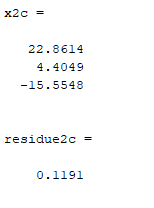 x2c =
22.8614
4.4049
-15.5548
residue2c =
0.1191